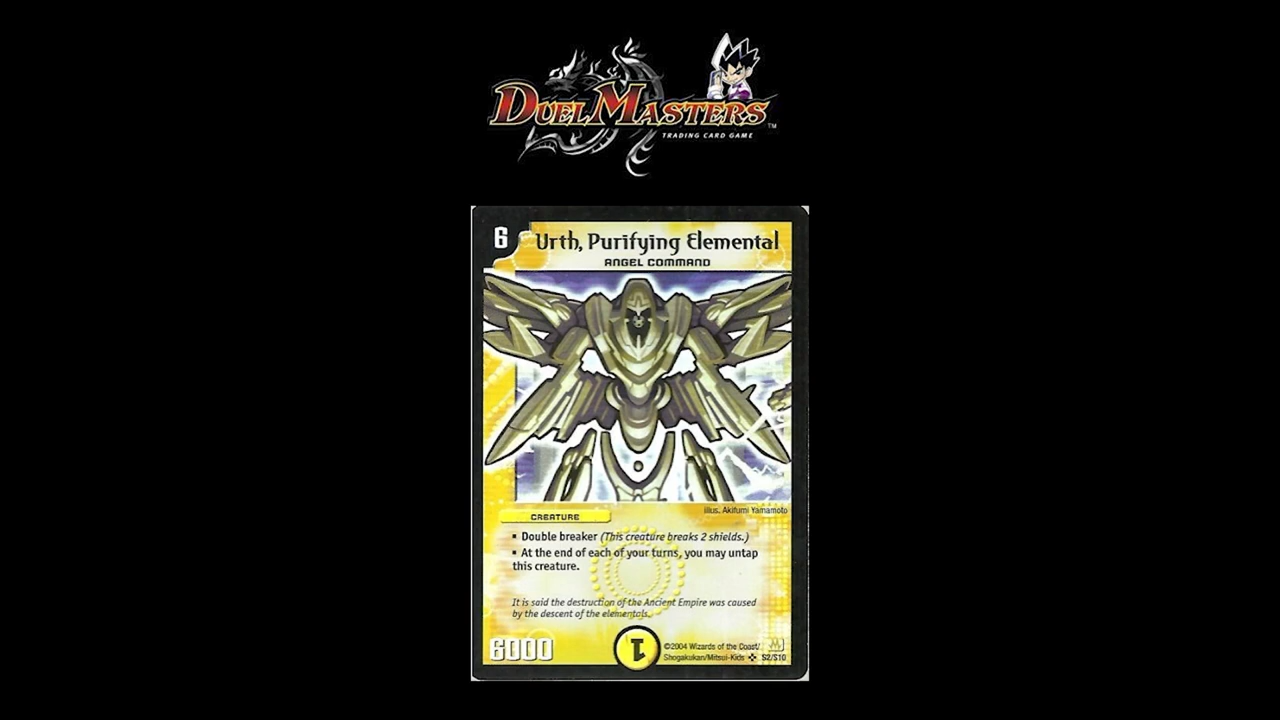 DUEL MASTERS™
TRADING CARD GAME
6
Urth, Purifying Elemental
ANGEL COMMAND
illus. Akifumi Yamamoto
CREATURE
▪ Double breaker (This creature breaks 2 shields.)
▪ At the end of each of your turns, you may untap
this creature.
It is said the destruction of the Ancient Empire was caused
by the descent of the elementals.
6000
1
©2004 Wizards of the Coast/
Shogakukan/Mitsui-Kids S2/S10